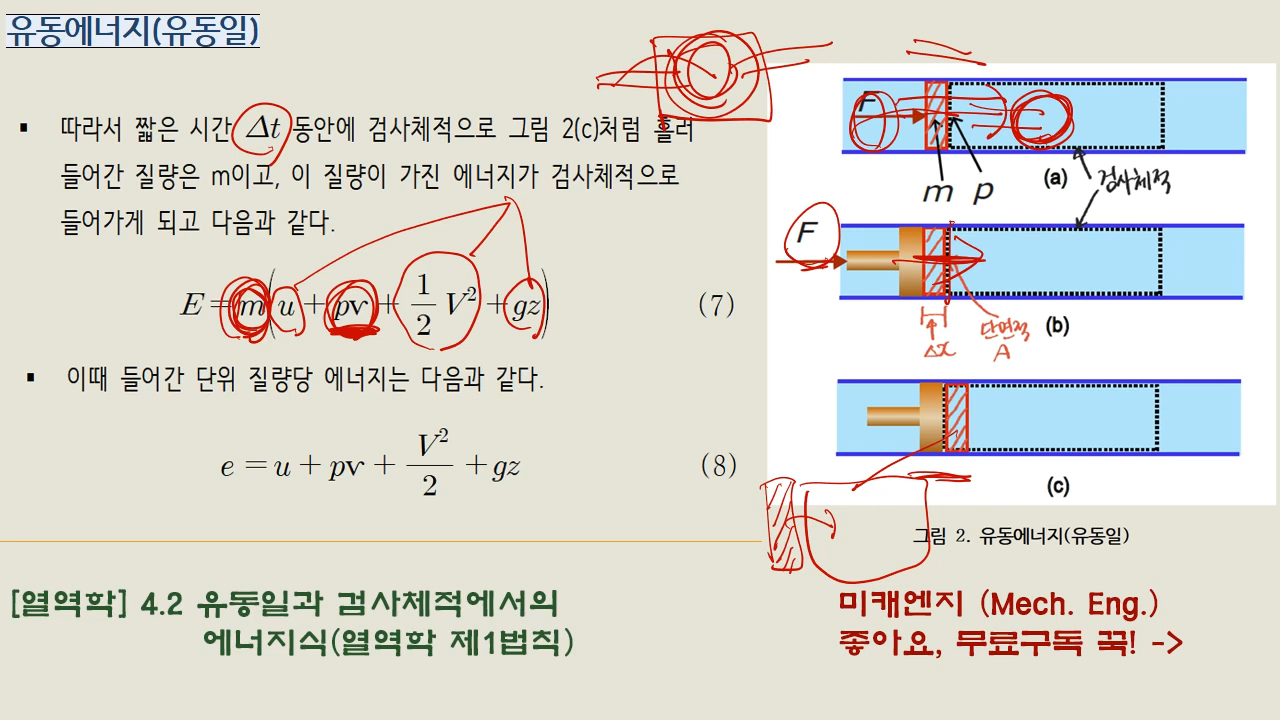 유동에너지(유동일)
▪ 따라서 짧은 시간 Δt 동안에 검사체적으로 그림 2(c)처럼 흘러
들어간 질량은 m이고, 이 질량이 가진 에너지가 검사체적으로
들어가게 되고 다음과 같다.
E = m(u + pv + 1/2 V² + gz) (7)
▪ 이때 들어간 단위 질량당 에너지는 다음과 같다.
e = u + pv + V²/2 + gz (8)
F
m p (a) 검사체적
F
Δx 단면적 A (b)
(c)
그림 2. 유동에너지(유동일)
[열역학] 4.2 유동일과 검사체적에서의
에너지식(열역학 제1법칙)
미캐엔지 (Mech. Eng.)
좋아요, 무료구독 꾹! ->